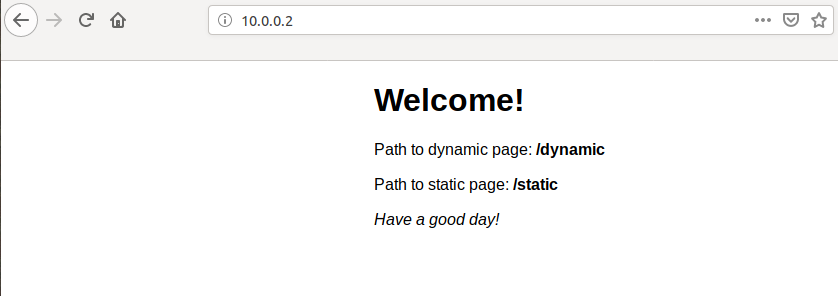 10.0.0.2
Welcome!
Path to dynamic page: /dynamic
Path to static page: /static
Have a good day!